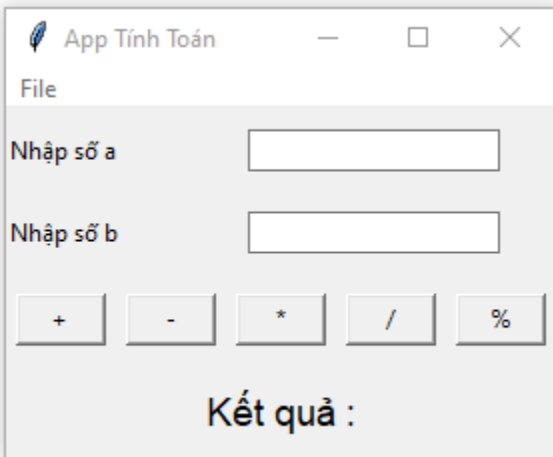 App Tính Toán
File
Nhập số a
Nhập số b
+ - * / %
Kết quả :